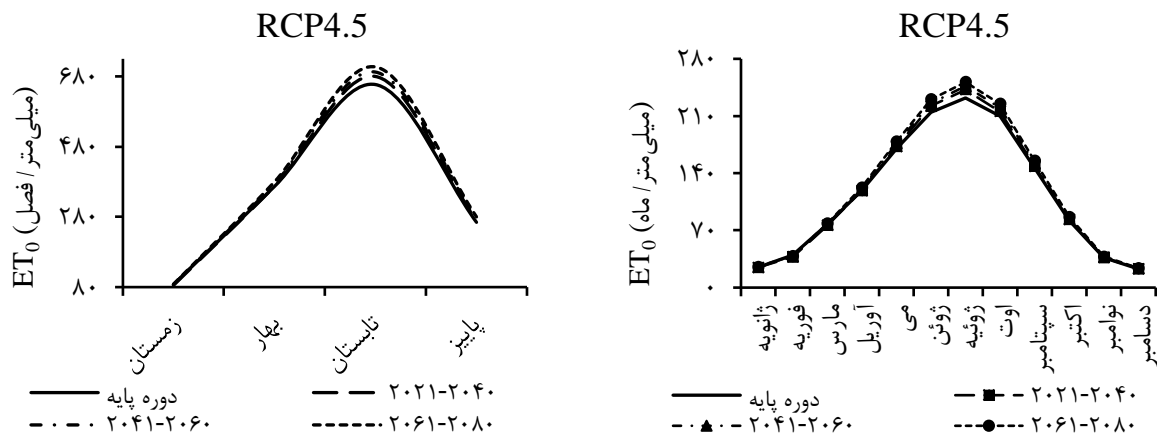 RCP4.5
ET₀ (میلی‌متر/ فصل)
۶۸۰
۴۸۰
۲۸۰
۸۰
زمستان
بهار
تابستان
پاییز
دوره پایه
۲۰۲۱-۲۰۴۰
۲۰۴۱-۲۰۶۰
۲۰۶۱-۲۰۸۰
RCP4.5
ET₀ (میلی‌متر/ ماه)
۲۸۰
۲۱۰
۱۴۰
۷۰
۰
ژانویه
فوریه
مارس
آوریل
می
ژوئن
ژوئیه
اوت
سپتامبر
اکتبر
نوامبر
دسامبر
دوره پایه
۲۰۲۱-۲۰۴۰
۲۰۴۱-۲۰۶۰
۲۰۶۱-۲۰۸۰